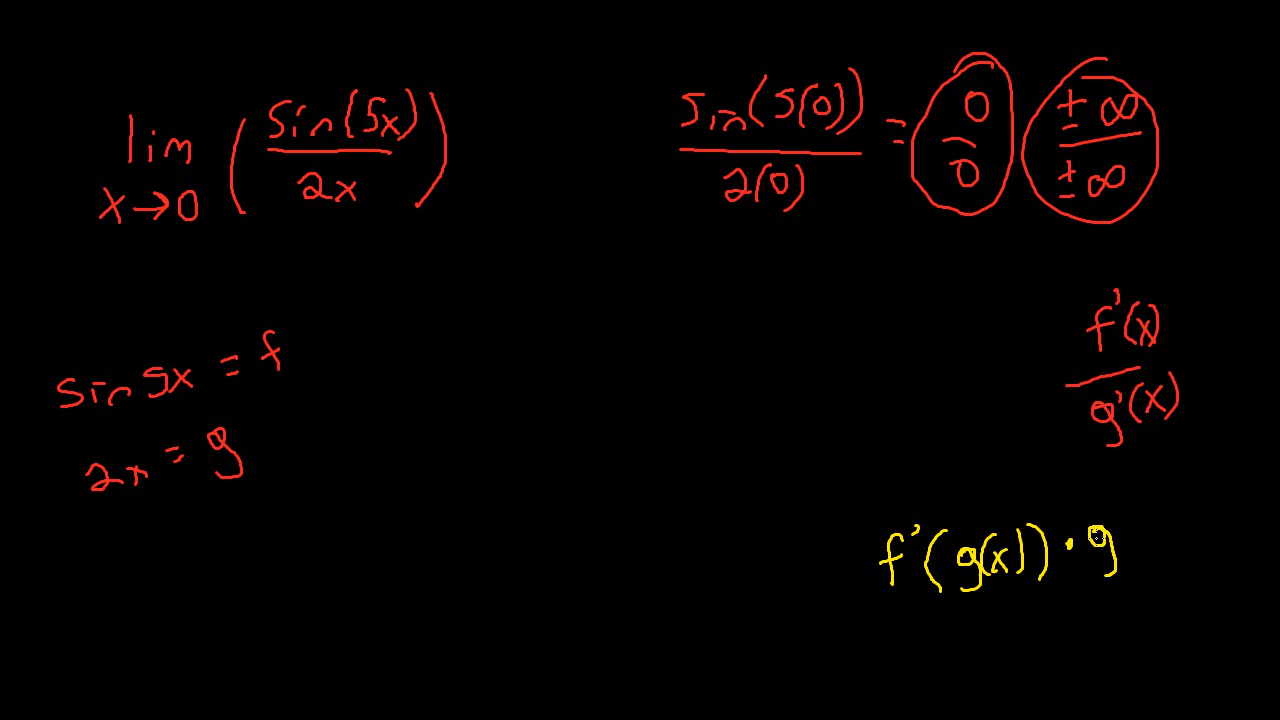 lim x→0 ( sin(5x) / 2x )
sin(5(0)) / 2(0) = 0/0 ±∞/±∞
f'(x) / g'(x)
sin 5x = f
2x = g
f'(g(x)) · g